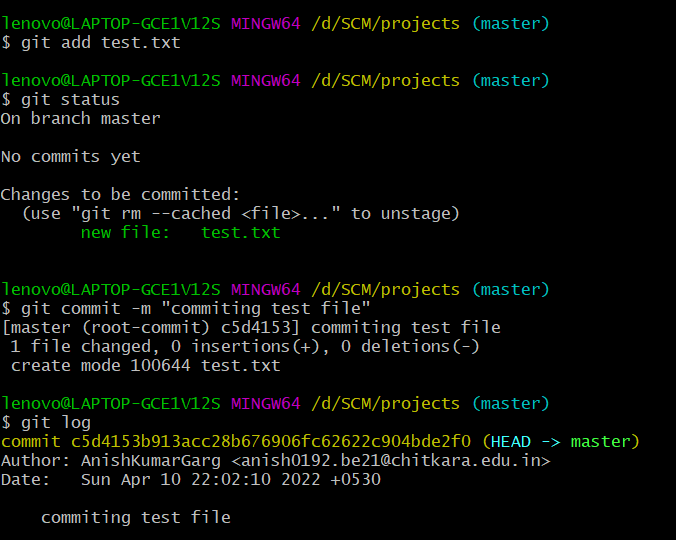 lenovo@LAPTOP-GCE1V12S MINGW64 /d/SCM/projects (master)
$ git add test.txt
lenovo@LAPTOP-GCE1V12S MINGW64 /d/SCM/projects (master)
$ git status
On branch master
No commits yet
Changes to be committed:
  (use "git rm --cached <file>..." to unstage)
        new file:   test.txt
lenovo@LAPTOP-GCE1V12S MINGW64 /d/SCM/projects (master)
$ git commit -m "commiting test file"
[master (root-commit) c5d4153] commiting test file
 1 file changed, 0 insertions(+), 0 deletions(-)
 create mode 100644 test.txt
lenovo@LAPTOP-GCE1V12S MINGW64 /d/SCM/projects (master)
$ git log
commit c5d4153b913acc28b676906fc62622c904bde2f0 (HEAD -> master)
Author: AnishKumarGarg <anish0192.be21@chitkara.edu.in>
Date:   Sun Apr 10 22:02:10 2022 +0530
    commiting test file